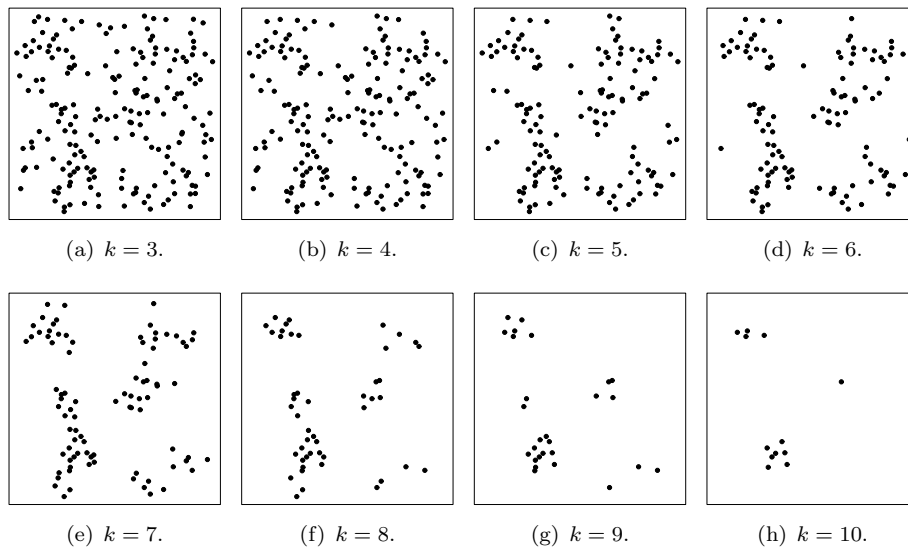 (a) k = 3. (b) k = 4. (c) k = 5. (d) k = 6.
(e) k = 7. (f) k = 8. (g) k = 9. (h) k = 10.